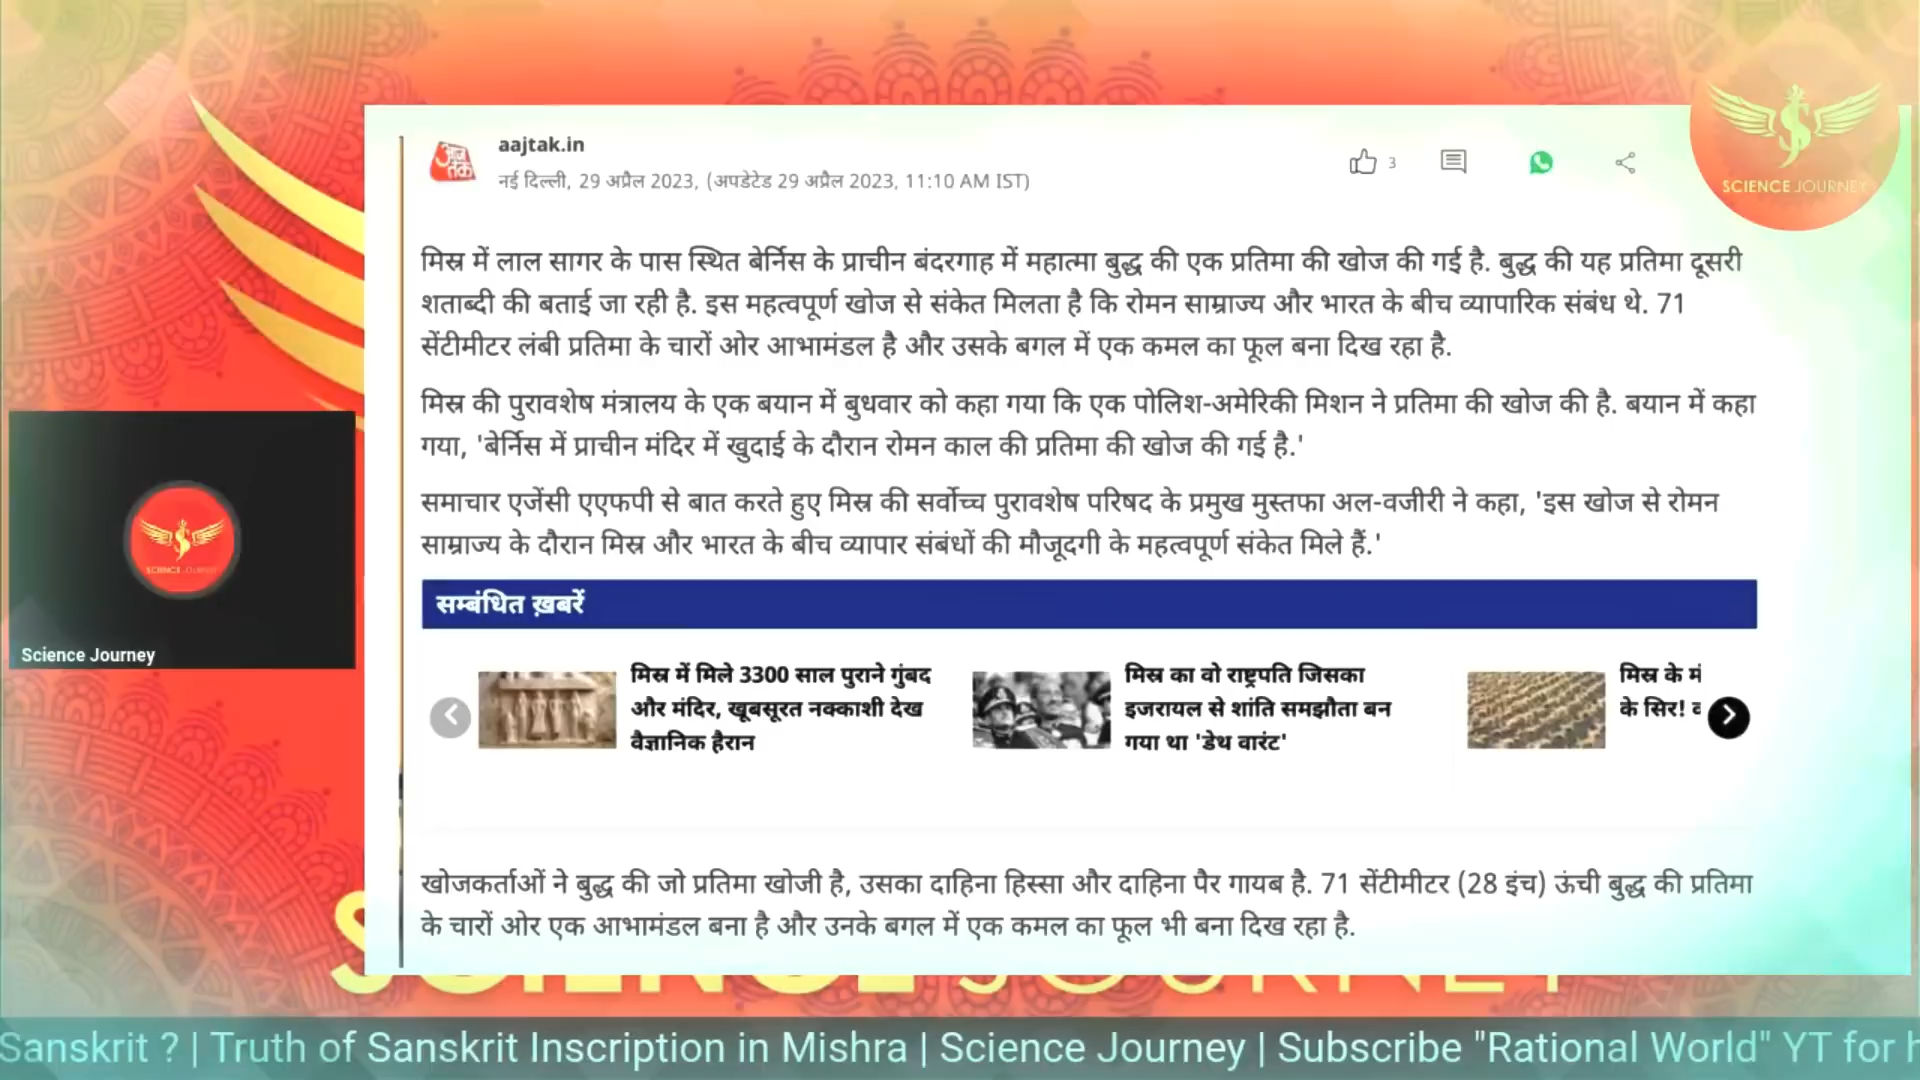 aajtak.in
नई दिल्ली, 29 अप्रैल 2023, (अपडेटेड 29 अप्रैल 2023, 11:10 AM IST)
3
SCIENCE JOURNEY
मिस्र में लाल सागर के पास स्थित बेर्निस के प्राचीन बंदरगाह में महात्मा बुद्ध की एक प्रतिमा की खोज की गई है. बुद्ध की यह प्रतिमा दूसरी
शताब्दी की बताई जा रही है. इस महत्वपूर्ण खोज से संकेत मिलता है कि रोमन साम्राज्य और भारत के बीच व्यापारिक संबंध थे. 71
सेंटीमीटर लंबी प्रतिमा के चारों ओर आभामंडल है और उसके बगल में एक कमल का फूल बना दिख रहा है.
मिस्र की पुरावशेष मंत्रालय के एक बयान में बुधवार को कहा गया कि एक पोलिश-अमेरिकी मिशन ने प्रतिमा की खोज की है. बयान में कहा
गया, 'बेर्निस में प्राचीन मंदिर में खुदाई के दौरान रोमन काल की प्रतिमा की खोज की गई है.'
समाचार एजेंसी एएफपी से बात करते हुए मिस्र की सर्वोच्च पुरावशेष परिषद के प्रमुख मुस्तफा अल-वजीरी ने कहा, 'इस खोज से रोमन
साम्राज्य के दौरान मिस्र और भारत के बीच व्यापार संबंधों की मौजूदगी के महत्वपूर्ण संकेत मिले हैं.'
सम्बंधित ख़बरें
मिस्र में मिले 3300 साल पुराने गुंबद
और मंदिर, खूबसूरत नक्काशी देख
वैज्ञानिक हैरान
मिस्र का वो राष्ट्रपति जिसका
इजरायल से शांति समझौता बन
गया था 'डेथ वारंट'
मिस्र के मं
के सिर! व
खोजकर्ताओं ने बुद्ध की जो प्रतिमा खोजी है, उसका दाहिना हिस्सा और दाहिना पैर गायब है. 71 सेंटीमीटर (28 इंच) ऊंची बुद्ध की प्रतिमा
के चारों ओर एक आभामंडल बना है और उनके बगल में एक कमल का फूल भी बना दिख रहा है.
आज तक
SCIENCE JOURNEY
Science Journey
SCIENCE JOURNEY
Sanskrit ? | Truth of Sanskrit Inscription in Mishra | Science Journey | Subscribe "Rational World" YT for h